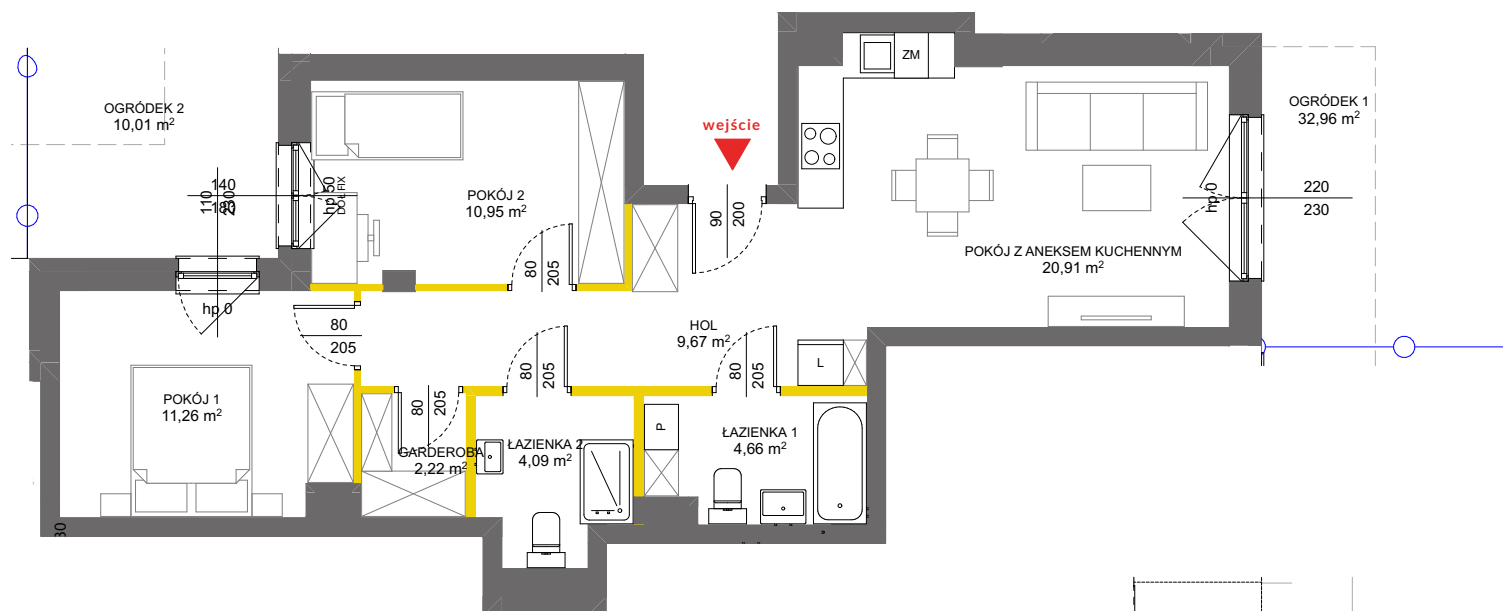 ZM
OGRÓDEK 2
10,01 m²
OGRÓDEK 1
32,96 m²
wejście
140
180
110
230
hp 50
DÓŁ FIX
POKÓJ 2
10,95 m²
90
200
hp 0
220
230
POKÓJ Z ANEKSEM KUCHENNYM
20,91 m²
80
205
hp 0
80
205
HOL
9,67 m²
80
205
80
205
L
POKÓJ 1
11,26 m²
80
205
GARDEROBA
2,22 m²
ŁAZIENKA 2
4,09 m²
P
ŁAZIENKA 1
4,66 m²